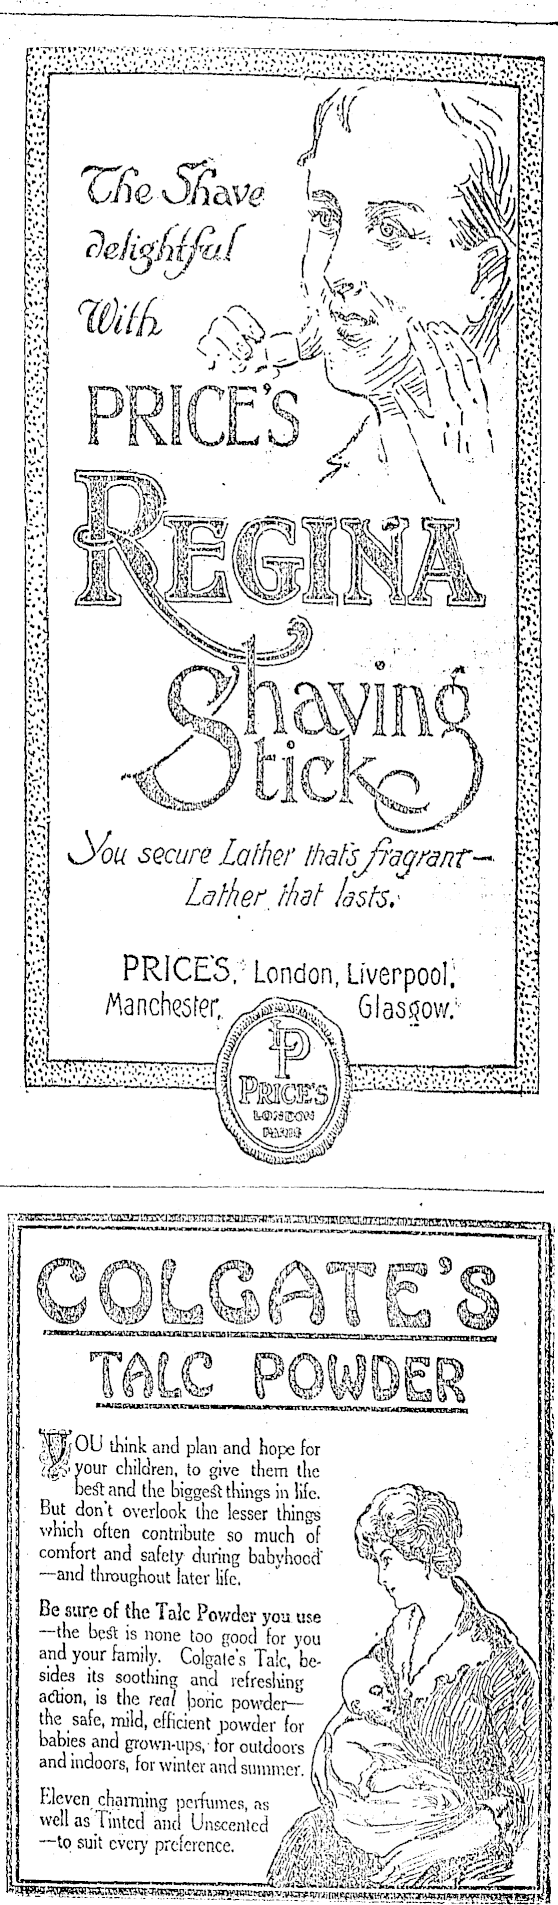 The Shave
delightful
With
PRICE'S
REGINA
Shaving
Stick
You secure Lather that's fragrant—
Lather that lasts.
PRICE'S, London, Liverpool,
Manchester, Glasgow.
P
PRICE'S
LONDON
PARIS
COLGATE'S
TALC POWDER
YOU think and plan and hope for
your children, to give them the
best and the biggest things in life.
But don't overlook the lesser things
which often contribute so much of
comfort and safety during babyhood
—and throughout later life.
Be sure of the Talc Powder you use
—the best is none too good for you
and your family. Colgate's Talc, be-
sides its soothing and refreshing
action, is the real boric powder—
the safe, mild, efficient powder for
babies and grown-ups, for outdoors
and indoors, for winter and summer.
Eleven charming perfumes, as
well as Tinted and Unscented
—to suit every preference.